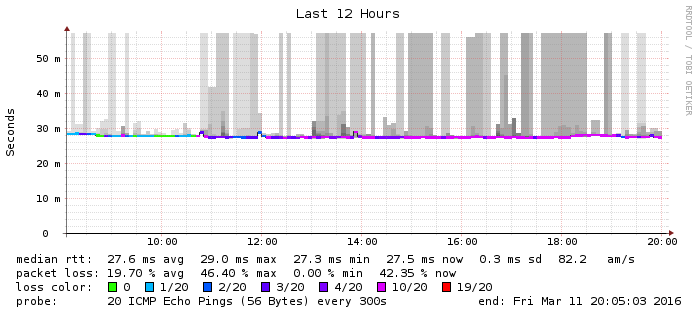 Last 12 Hours
RRDTOOL / TOBI OETIKER
Seconds
50 m
40 m
30 m
20 m
10 m
0
10:00 12:00 14:00 16:00 18:00 20:00
median rtt: 27.6 ms avg 29.0 ms max 27.3 ms min 27.5 ms now 0.3 ms sd 82.2 am/s
packet loss: 19.70 % avg 46.40 % max 0.00 % min 42.35 % now
loss color: 0 1/20 2/20 3/20 4/20 10/20 19/20
probe: 20 ICMP Echo Pings (56 Bytes) every 300s end: Fri Mar 11 20:05:03 2016